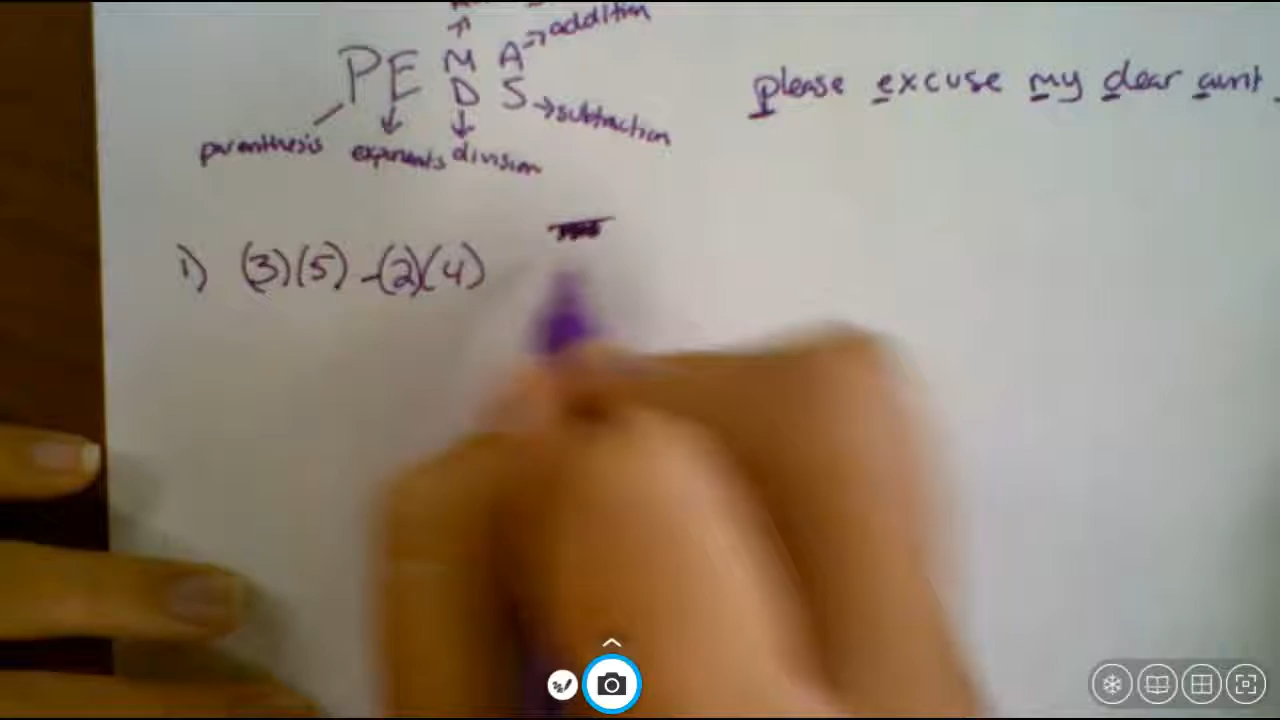 addition
P E M A
D S
subtraction
parenthesis exponents division
please excuse my dear aunt
1) (3)(5) - (2)(4)